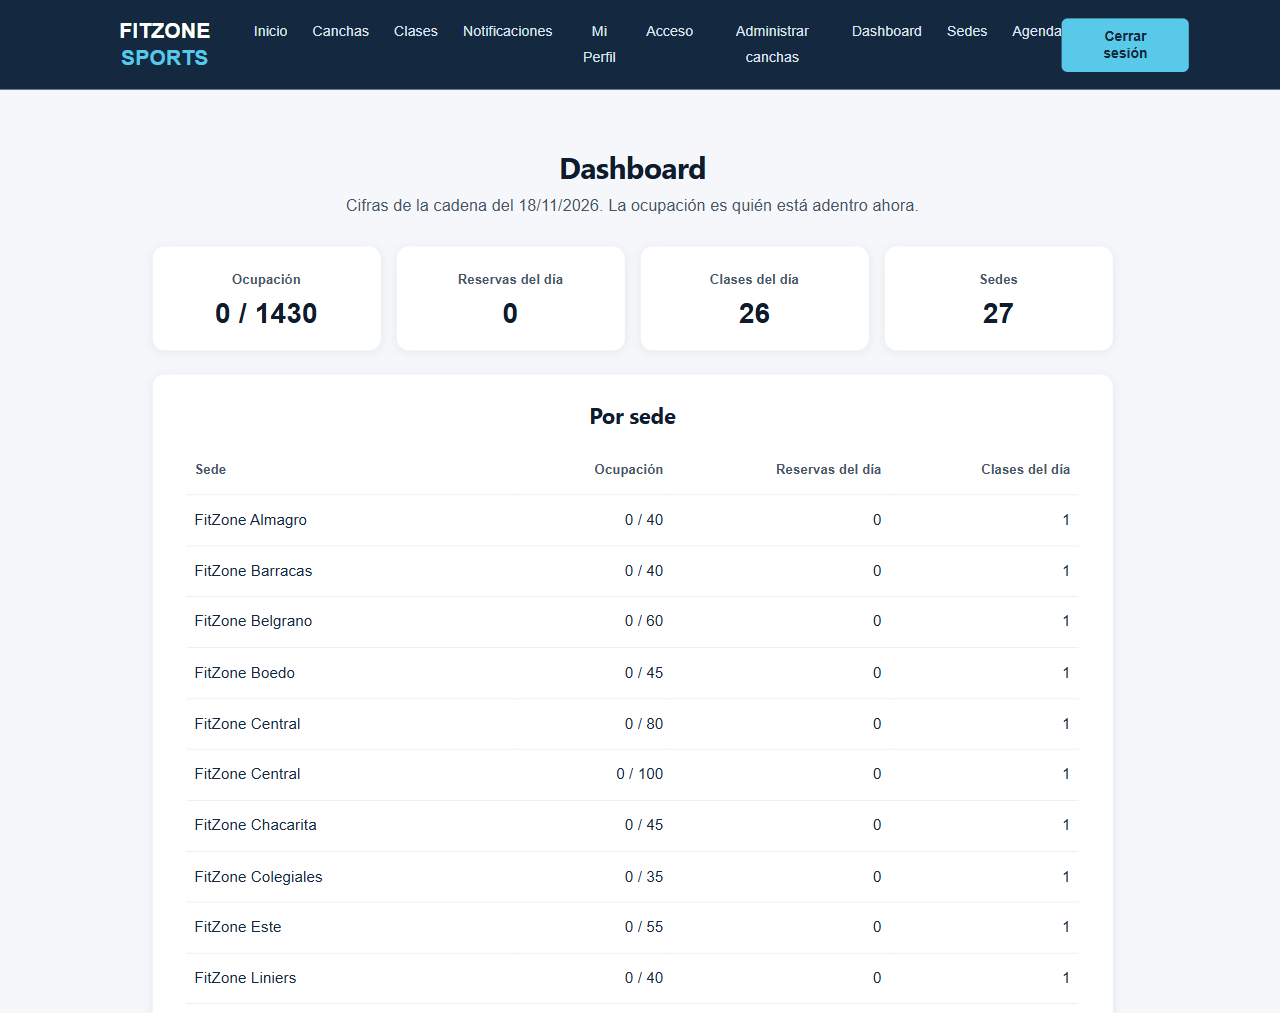 FITZONE SPORTS
Inicio
Canchas
Clases
Notificaciones
Mi Perfil
Acceso
Administrar canchas
Dashboard
Sedes
Agenda
Cerrar sesión
Dashboard
Cifras de la cadena del 18/11/2026. La ocupación es quién está adentro ahora.
Ocupación
0 / 1430
Reservas del día
0
Clases del día
26
Sedes
27
Por sede
Sede Ocupación Reservas del día Clases del día
FitZone Almagro 0 / 40 0 1
FitZone Barracas 0 / 40 0 1
FitZone Belgrano 0 / 60 0 1
FitZone Boedo 0 / 45 0 1
FitZone Central 0 / 80 0 1
FitZone Central 0 / 100 0 1
FitZone Chacarita 0 / 45 0 1
FitZone Colegiales 0 / 35 0 1
FitZone Este 0 / 55 0 1
FitZone Liniers 0 / 40 0 1